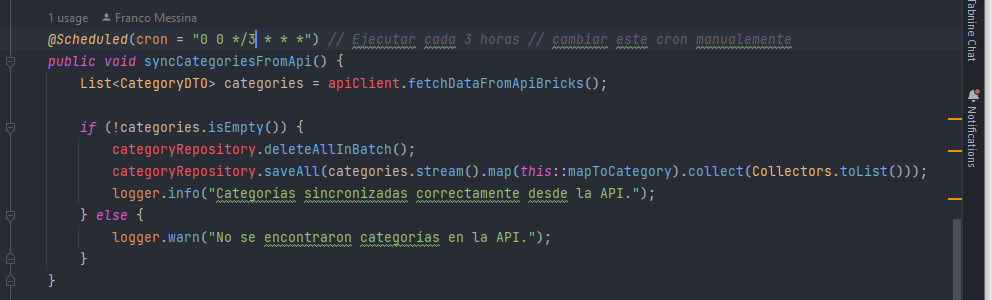 1 usage Franco Messina
@Scheduled(cron = "0 0 */3 * * *") // Ejecutar cada 3 horas // cambiar este cron manualemente
public void syncCategoriesFromApi() {
List<CategoryDTO> categories = apiClient.fetchDataFromApiBricks();
if (!categories.isEmpty()) {
categoryRepository.deleteAllInBatch();
categoryRepository.saveAll(categories.stream().map(this::mapToCategory).collect(Collectors.toList()));
logger.info("Categorías sincronizadas correctamente desde la API.");
} else {
logger.warn("No se encontraron categorías en la API.");
}
}
Tabnine Chat
Notifications